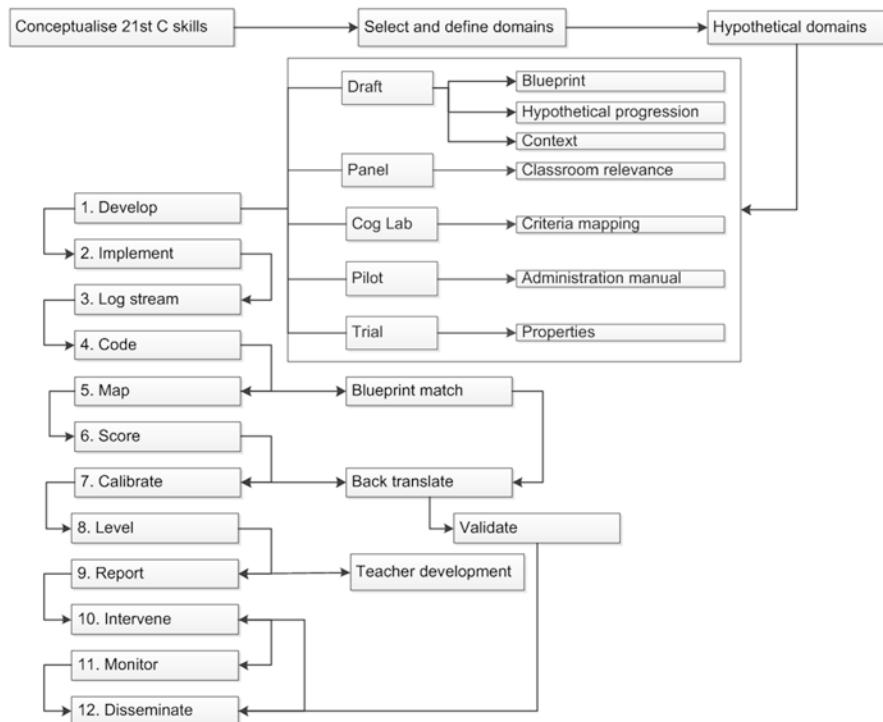 Conceptualise 21st C skills
Select and define domains
Hypothetical domains
Draft
Blueprint
Hypothetical progression
Context
Panel
Classroom relevance
1. Develop
Cog Lab
Criteria mapping
2. Implement
Pilot
Administration manual
3. Log stream
Trial
Properties
4. Code
5. Map
Blueprint match
6. Score
7. Calibrate
Back translate
8. Level
Validate
9. Report
Teacher development
10. Intervene
11. Monitor
12. Disseminate